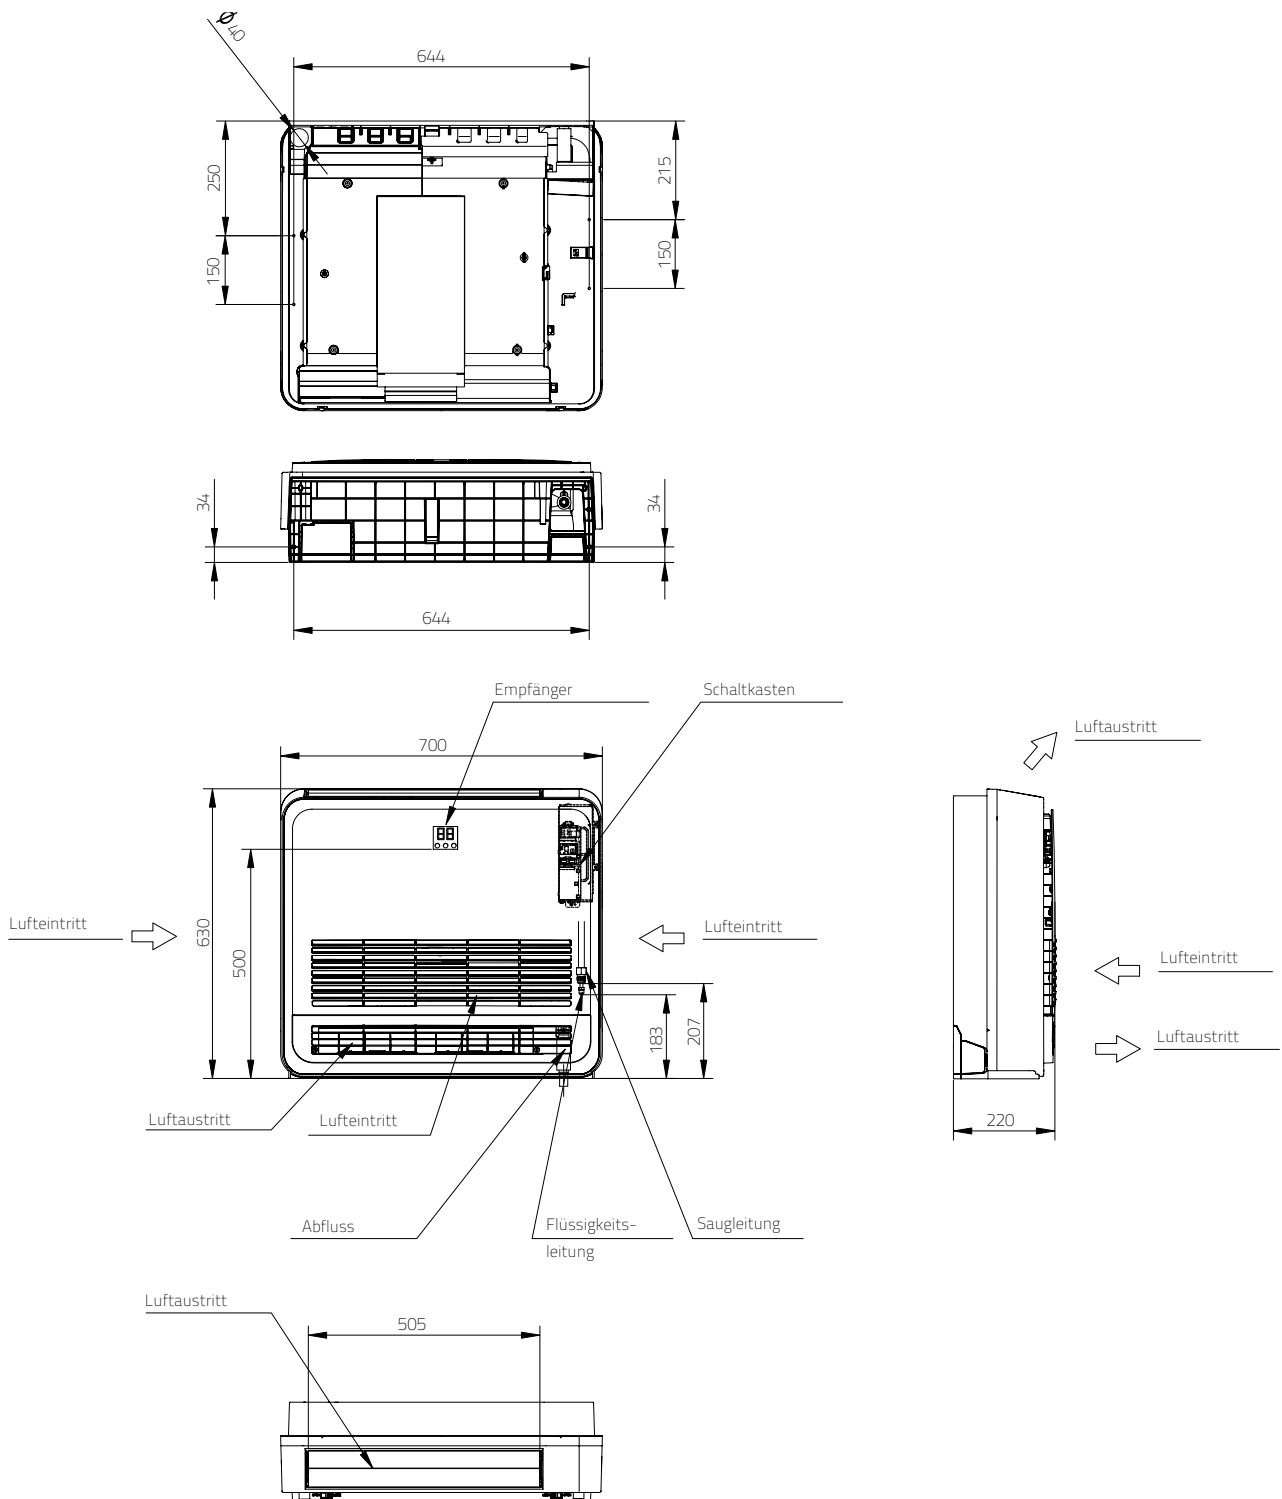 Ø 40
644
250
215
150
150
34
34
644
Empfänger
Schaltkasten
Luftaustritt
700
Lufteintritt
630
500
Lufteintritt
Lufteintritt
183
207
Luftaustritt
Luftaustritt
Lufteintritt
220
Abfluss
Flüssigkeits-
leitung
Saugleitung
Luftaustritt
505